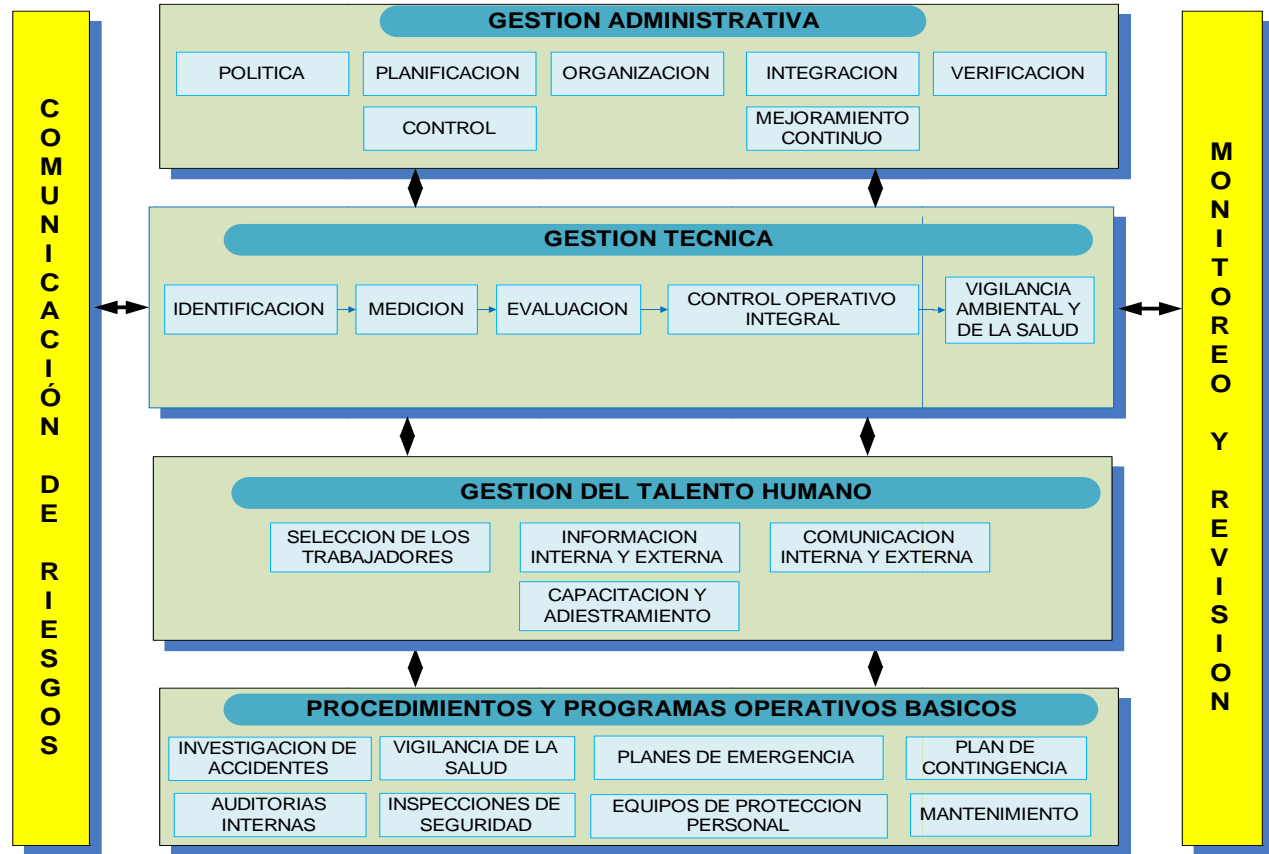 COMUNICACIÓN DE RIESGOS
GESTION ADMINISTRATIVA
POLITICA
PLANIFICACION
ORGANIZACION
INTEGRACION
VERIFICACION
CONTROL
MEJORAMIENTO
CONTINUO
GESTION TECNICA
IDENTIFICACION
MEDICION
EVALUACION
CONTROL OPERATIVO
INTEGRAL
VIGILANCIA
AMBIENTAL Y
DE LA SALUD
GESTION DEL TALENTO HUMANO
SELECCION DE LOS
TRABAJADORES
INFORMACION
INTERNA Y EXTERNA
COMUNICACION
INTERNA Y EXTERNA
CAPACITACION Y
ADIESTRAMIENTO
PROCEDIMIENTOS Y PROGRAMAS OPERATIVOS BASICOS
INVESTIGACION DE
ACCIDENTES
VIGILANCIA DE LA
SALUD
PLANES DE EMERGENCIA
PLAN DE
CONTINGENCIA
AUDITORIAS
INTERNAS
INSPECCIONES DE
SEGURIDAD
EQUIPOS DE PROTECCION
PERSONAL
MANTENIMIENTO
MONITOREO Y REVISION